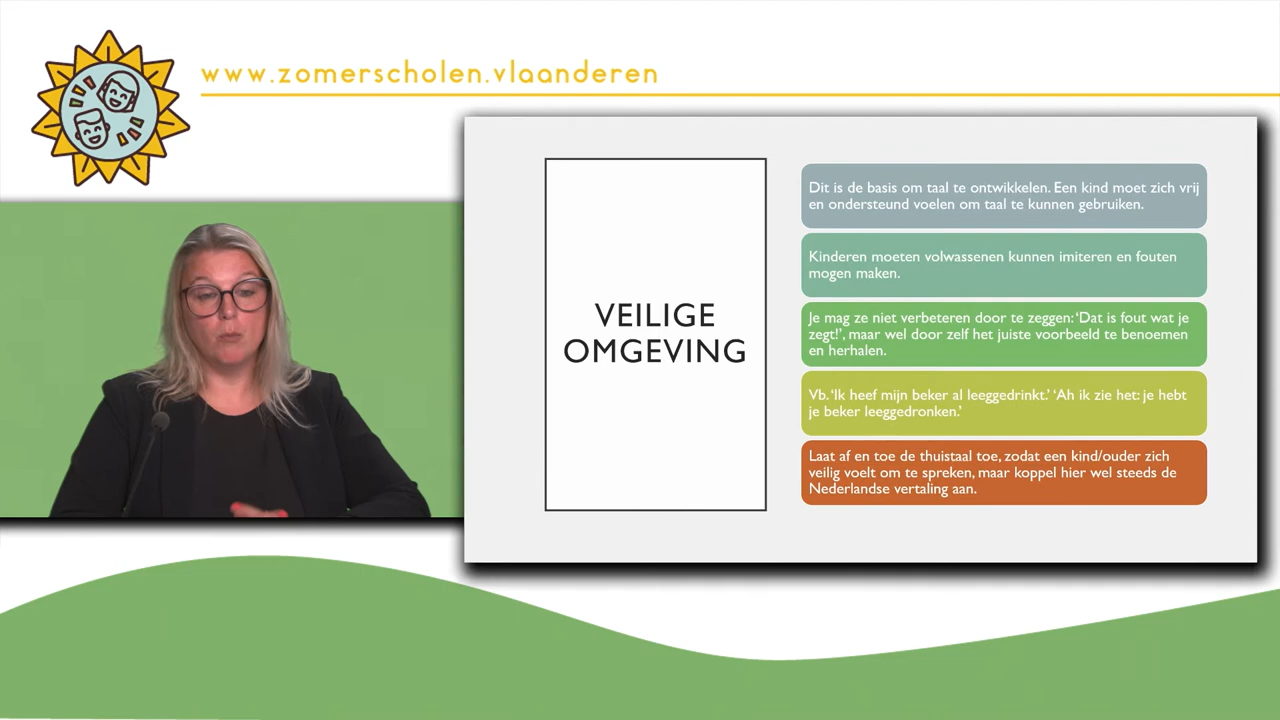 www.zomerscholen.vlaanderen
VEILIGE
OMGEVING
Dit is de basis om taal te ontwikkelen. Een kind moet zich vrij
en ondersteund voelen om taal te kunnen gebruiken.
Kinderen moeten volwassenen kunnen imiteren en fouten
mogen maken.
Je mag ze niet verbeteren door te zeggen: ‘Dat is fout wat je
zegt!’, maar wel door zelf het juiste voorbeeld te benoemen
en herhalen.
Vb. ‘Ik heef mijn beker al leeggedrinkt.’ ‘Ah ik zie het: je hebt
je beker leeggedronken.’
Laat af en toe de thuistaal toe, zodat een kind/ouder zich
veilig voelt om te spreken, maar koppel hier wel steeds de
Nederlandse vertaling aan.